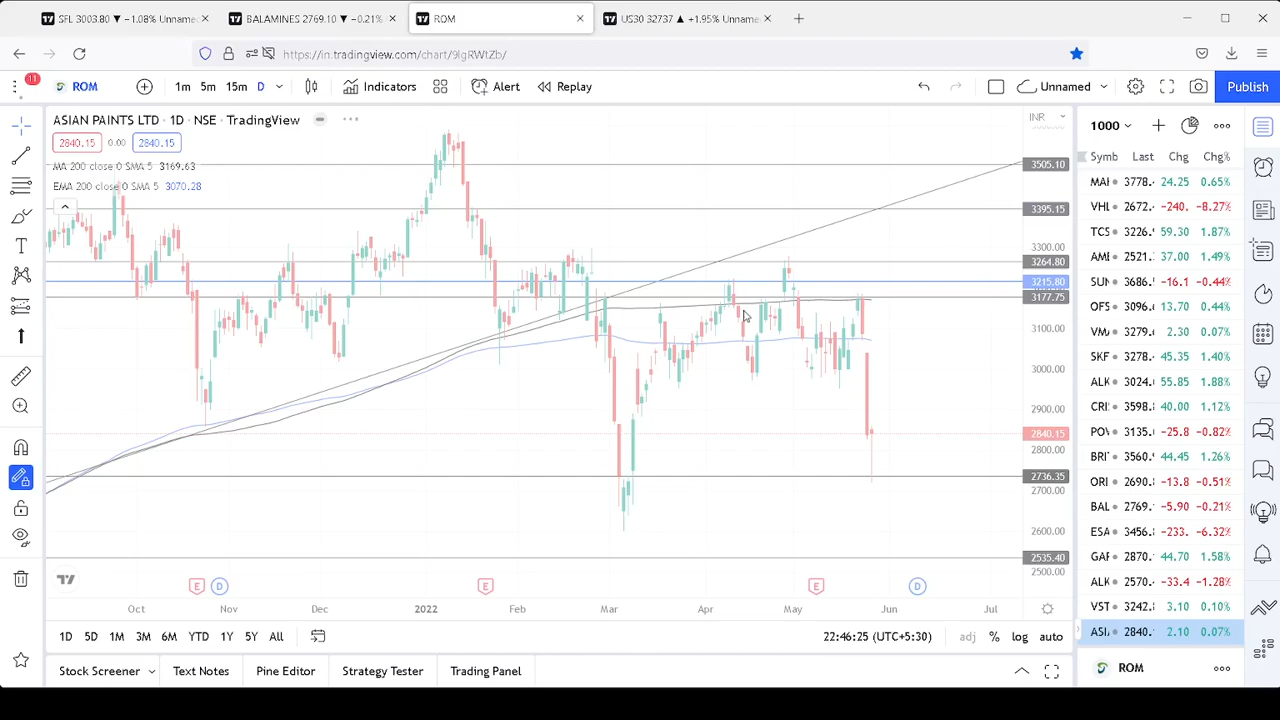 SFL 3003.80 ▼ −1.08% Unname
BALAMINES 2769.10 ▼ −0.21%
ROM
US30 32737 ▲ +1.95% Unname
https://in.tradingview.com/chart/9lgRWtZb/
11
ROM
1m 5m 15m D
Indicators
Alert
Replay
Unnamed
Publish
ASIAN PAINTS LTD · 1D · NSE · TradingView
2840.15 0.00 2840.15
MA 200 close 0 SMA 5 3169.63
EMA 200 close 0 SMA 5 3070.28
INR
3505.10
3395.15
3300.00
3264.80
3215.80
3177.75
3100.00
3000.00
2900.00
2840.15
2800.00
2736.35
2700.00
2600.00
2535.40
2500.00
E D E E D
Oct Nov Dec 2022 Feb Mar Apr May Jun Jul
1D 5D 1M 3M 6M YTD 1Y 5Y All
22:46:25 (UTC+5:30)
adj % log auto
Stock Screener
Text Notes
Pine Editor
Strategy Tester
Trading Panel
1000
Symb Last Chg Chg%
MAI 3778. 24.25 0.65%
VHL 2672. −240. −8.27%
TCS 3226. 59.30 1.87%
AMI 2521. 37.00 1.49%
SUN 3686. −16.1 −0.44%
OFS 3096. 13.70 0.44%
VMA 3279. 2.30 0.07%
SKF 3278. 45.35 1.40%
ALK 3024. 55.85 1.88%
CRI 3598. 40.00 1.12%
POV 3135. −25.8 −0.82%
BRI 3560. 44.45 1.26%
ORI 2690. −13.8 −0.51%
BAL 2769. −5.90 −0.21%
ESA 3456. −233. −6.32%
GAR 2870. 44.70 1.58%
ALK 2570. −33.4 −1.28%
VST 3242. 3.10 0.10%
ASI 2840. 2.10 0.07%
ROM